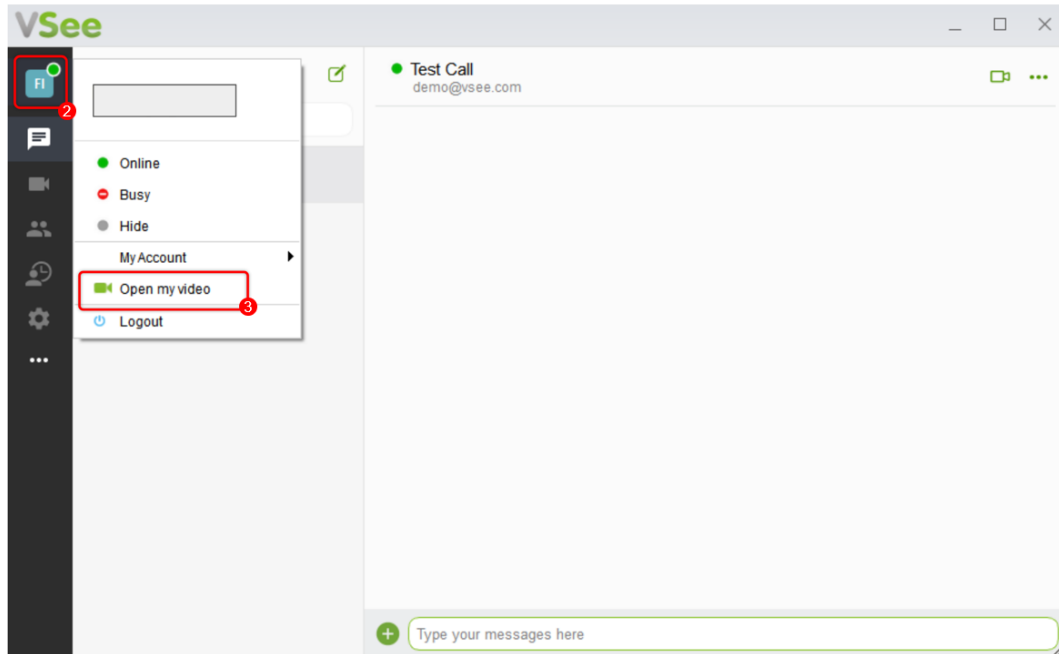 VSee
FI
2
Test Call
demo@vsee.com
Online
Busy
Hide
My Account
Open my video
3
Logout
Type your messages here